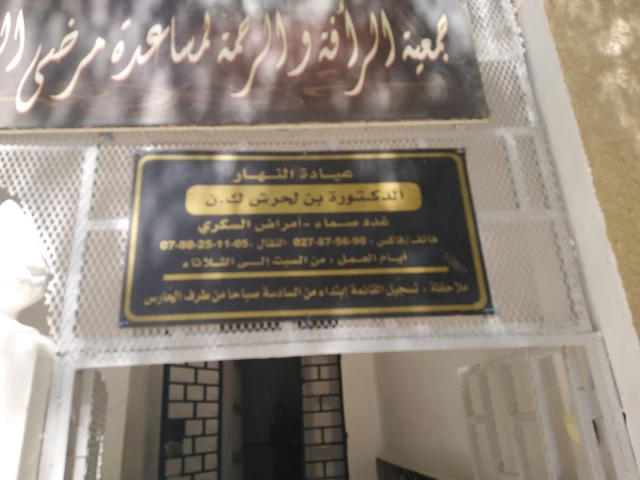 جمعية الرأفة والرحمة لمساعدة مرضى
عيادة النهار
الدكتورة بن لحرش ك.ن
غدد صماء - أمراض السكري
هاتف/فاكس : 027-87-56-90 النقال : 07-80-25-11-05
أيام العمل : من السبت إلى الثلاثاء
ملاحظة : تسجيل القائمة إبتداء من السادسة صباحا من طرف الحارس